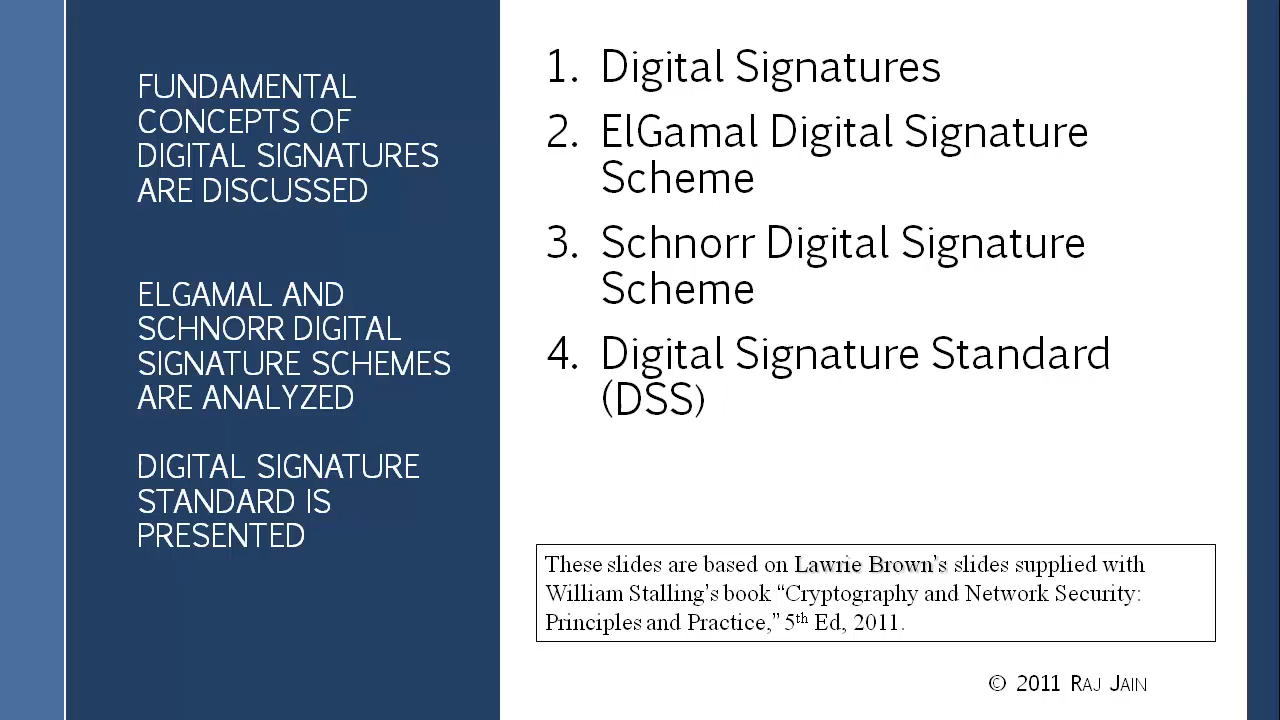 FUNDAMENTAL
CONCEPTS OF
DIGITAL SIGNATURES
ARE DISCUSSED
ELGAMAL AND
SCHNORR DIGITAL
SIGNATURE SCHEMES
ARE ANALYZED
DIGITAL SIGNATURE
STANDARD IS
PRESENTED
1. Digital Signatures
2. ElGamal Digital Signature
Scheme
3. Schnorr Digital Signature
Scheme
4. Digital Signature Standard
(DSS)
These slides are based on Lawrie Brown's slides supplied with
William Stalling's book “Cryptography and Network Security:
Principles and Practice,” 5th Ed, 2011.
© 2011 RAJ JAIN